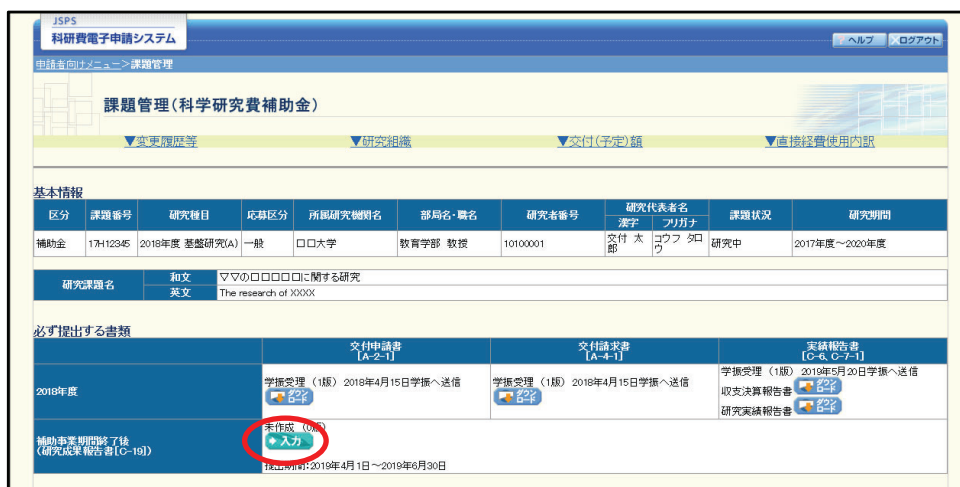 JSPS
科研費電子申請システム
ヘルプ ログアウト
申請者向けメニュー>課題管理
課題管理(科学研究費補助金)
▼変更履歴等 ▼研究組織 ▼交付(予定)額 ▼直接経費使用内訳
基本情報
区分 課題番号 研究種目 応募区分 所属研究機関名 部局名・職名 研究者番号 研究代表者名 課題状況 研究期間
漢字 フリガナ
補助金 17H12345 2018年度 基盤研究(A) 一般 口口大学 教育学部 教授 10100001 交付 太郎 コウフ タロウ 研究中 2017年度~2020年度
研究課題名 和文 ▽▽の口口口口口に関する研究
英文 The research of XXXX
必ず提出する書類
交付申請書 交付請求書 実績報告書
[A-2-1] [A-4-1] [C-6、C-7-1]
2018年度 学振受理 (1版) 2018年4月15日学振へ送信 学振受理 (1版) 2018年4月15日学振へ送信 学振受理 (1版) 2019年5月20日学振へ送信
ダウンロード ダウンロード 収支決算報告書 ダウンロード
研究実績報告書 ダウンロード
補助事業期間終了後
(研究成果報告書[C-19])
未作成 (0版)
入力
提出期間:2019年4月1日~2019年6月30日